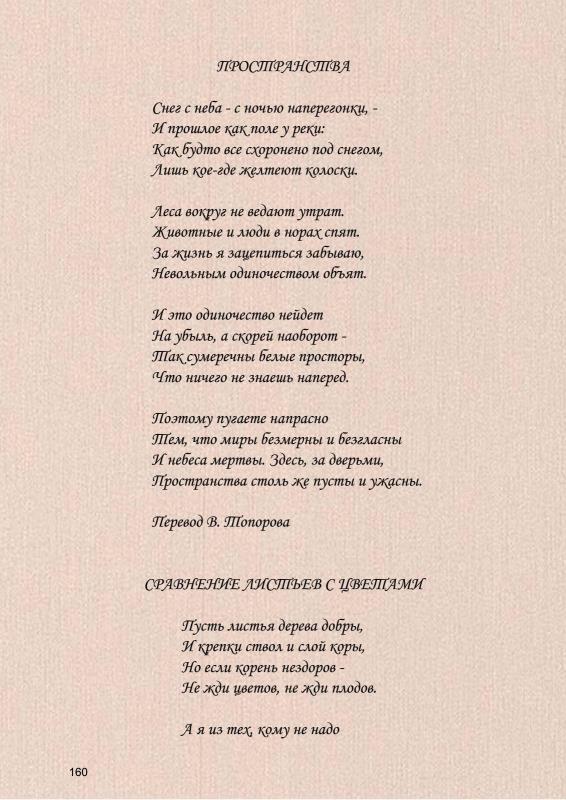 ПРОСТРАНСТВА
Снег с неба - с ночью наперегонки, -
И прошлое как поле у реки:
Как будто все схоронено под снегом,
Лишь кое-где желтеют колоски.
Леса вокруг не ведают утрат.
Животные и люди в норах спят.
За жизнь я зацепиться забываю,
Невольным одиночеством объят.
И это одиночество нейдет
На убыль, а скорей наоборот -
Так сумеречны белые просторы,
Что ничего не знаешь наперед.
Поэтому пугаете напрасно
Тем, что миры безмерны и безгласны
И небеса мертвы. Здесь, за дверьми,
Пространства столь же пусты и ужасны.
Перевод В. Топорова
СРАВНЕНИЕ ЛИСТЬЕВ С ЦВЕТАМИ
Пусть листья дерева добры,
И крепки ствол и слой коры,
Но если корень нездоров -
Не жди цветов, не жди плодов.
А я из тех, кому не надо
160